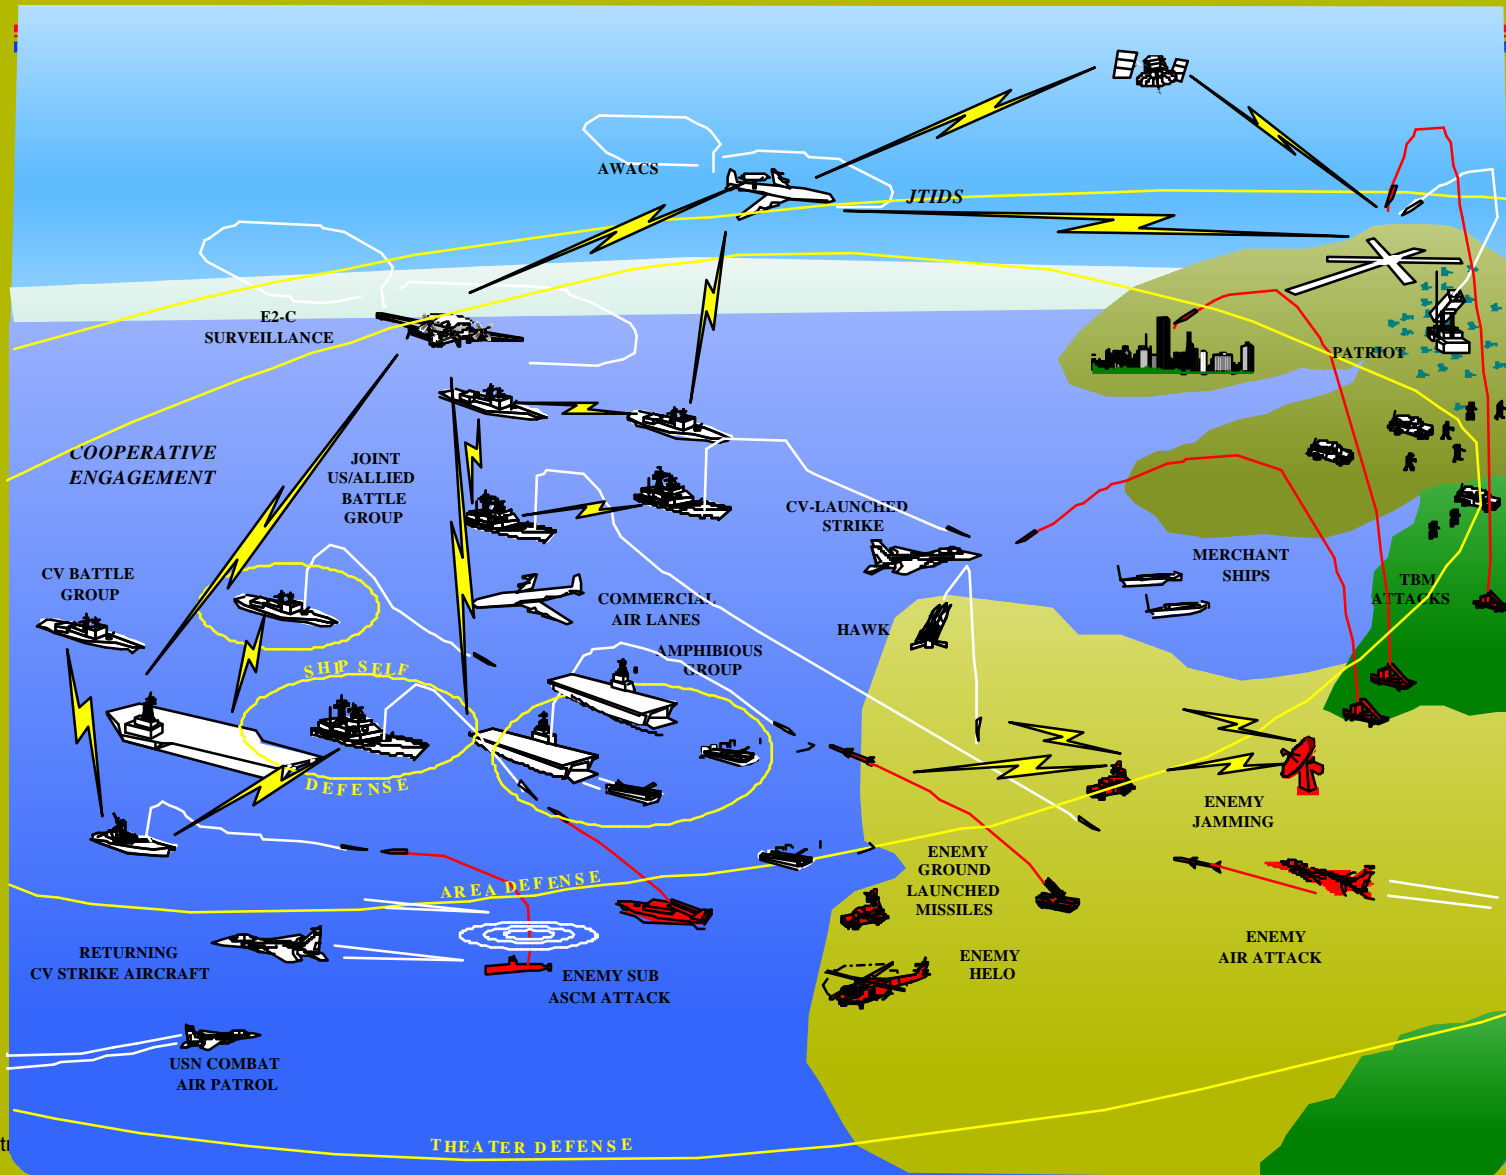 AWACS
JTIDS
E2-C
SURVEILLANCE
PATRIOT
COOPERATIVE
ENGAGEMENT
JOINT
US/ALLIED
BATTLE
GROUP
CV-LAUNCHED
STRIKE
MERCHANT
SHIPS
TBM
ATTACKS
CV BATTLE
GROUP
COMMERCIAL
AIR LANES
HAWK
AMPHIBIOUS
GROUP
SHIP SELF
DEFENSE
ENEMY
JAMMING
ENEMY
GROUND
LAUNCHED
MISSILES
AREA DEFENSE
RETURNING
CV STRIKE AIRCRAFT
ENEMY SUB
ASCM ATTACK
ENEMY
HELO
ENEMY
AIR ATTACK
USN COMBAT
AIR PATROL
THEATER DEFENSE